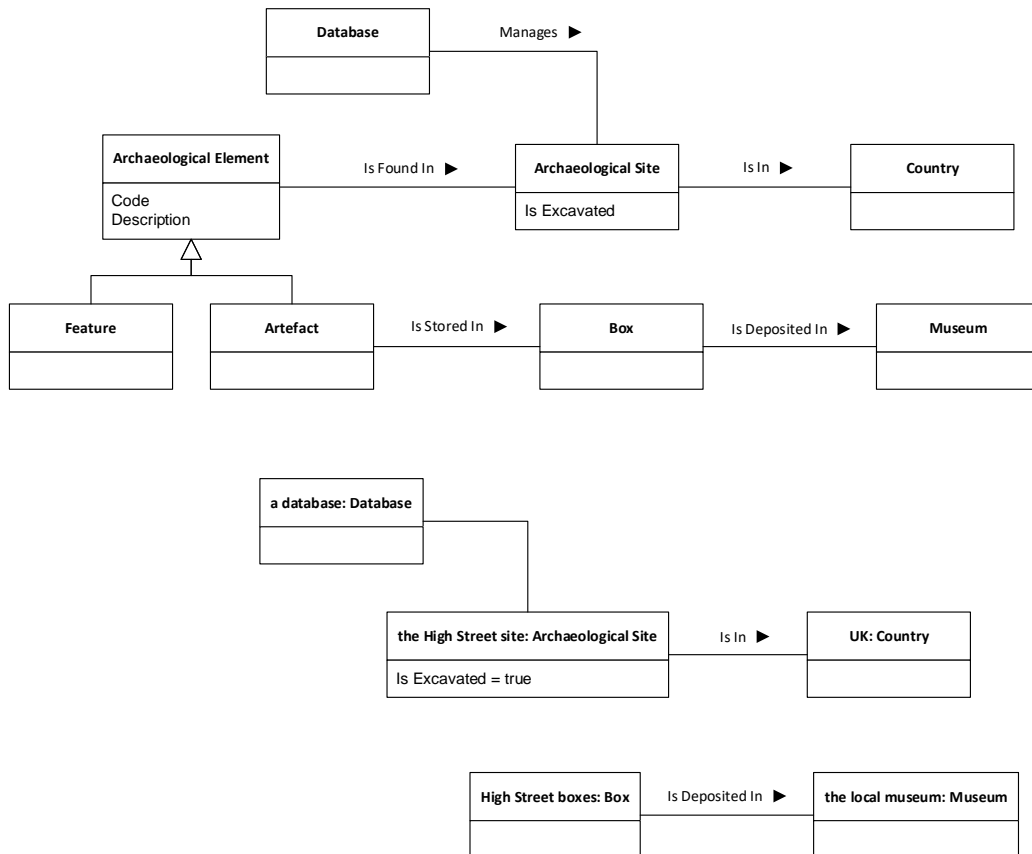 Database
Manages ►
Archaeological Element
Code
Description
Is Found In ►
Archaeological Site
Is Excavated
Is In ►
Country
Feature
Artefact
Is Stored In ►
Box
Is Deposited In ►
Museum
a database: Database
the High Street site: Archaeological Site
Is Excavated = true
Is In ►
UK: Country
High Street boxes: Box
Is Deposited In ►
the local museum: Museum